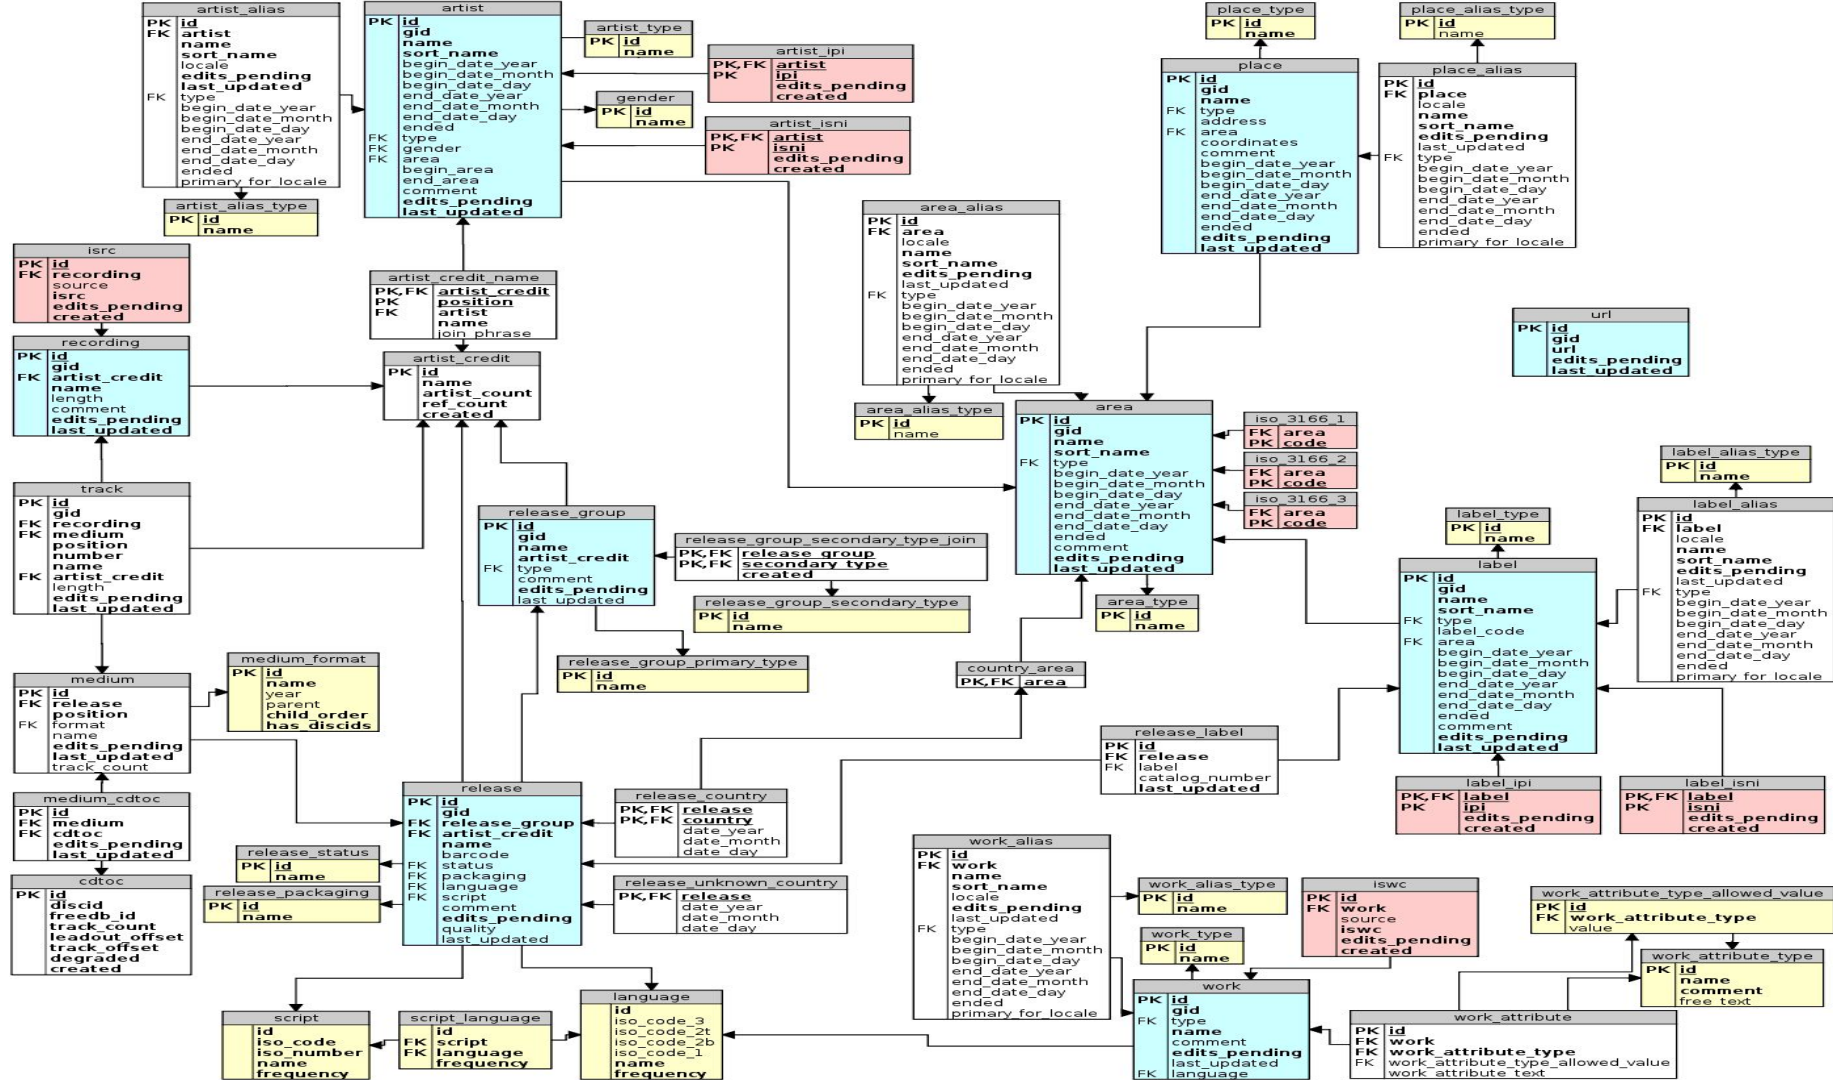 artist_alias
PK id
FK artist
name
sort_name
locale
edits_pending
last_updated
FK type
begin_date_year
begin_date_month
begin_date_day
end_date_year
end_date_month
end_date_day
ended
primary_for_locale
artist_alias_type
PK id
name
artist
PK id
gid
name
sort_name
begin_date_year
begin_date_month
begin_date_day
end_date_year
end_date_month
end_date_day
ended
FK type
FK gender
FK area
begin_area
end_area
comment
edits_pending
last_updated
artist_type
PK id
name
gender
PK id
name
artist_ipi
PK,FK artist
PK ipi
edits_pending
created
artist_isni
PK,FK artist
PK isni
edits_pending
created
place_type
PK id
name
place_alias_type
PK id
name
place
PK id
gid
name
FK type
address
FK area
coordinates
comment
begin_date_year
begin_date_month
begin_date_day
end_date_year
end_date_month
end_date_day
ended
edits_pending
last_updated
place_alias
PK id
FK place
locale
name
sort_name
edits_pending
last_updated
FK type
begin_date_year
begin_date_month
begin_date_day
end_date_year
end_date_month
end_date_day
ended
primary_for_locale
isrc
PK id
FK recording
source
isrc
edits_pending
created
recording
PK id
gid
FK artist_credit
name
length
comment
edits_pending
last_updated
artist_credit_name
PK,FK artist_credit
PK position
FK artist
name
join_phrase
artist_credit
PK id
name
artist_count
ref_count
created
area_alias
PK id
FK area
locale
name
sort_name
edits_pending
last_updated
FK type
begin_date_year
begin_date_month
begin_date_day
end_date_year
end_date_month
end_date_day
ended
primary_for_locale
area_alias_type
PK id
name
area
PK id
gid
name
sort_name
FK type
begin_date_year
begin_date_month
begin_date_day
end_date_year
end_date_month
end_date_day
ended
comment
edits_pending
last_updated
iso_3166_1
FK area
PK code
iso_3166_2
FK area
PK code
iso_3166_3
FK area
PK code
url
PK id
gid
url
edits_pending
last_updated
track
PK id
gid
FK recording
FK medium
position
number
name
FK artist_credit
length
edits_pending
last_updated
release_group
PK id
gid
name
artist_credit
FK type
comment
edits_pending
last_updated
release_group_secondary_type_join
PK,FK release_group
PK,FK secondary_type
created
release_group_secondary_type
PK id
name
release_group_primary_type
PK id
name
area_type
PK id
name
country_area
PK,FK area
label_alias_type
PK id
name
label_type
PK id
name
label_alias
PK id
FK label
locale
name
sort_name
edits_pending
last_updated
FK type
begin_date_year
begin_date_month
begin_date_day
end_date_year
end_date_month
end_date_day
ended
primary_for_locale
label
PK id
gid
name
sort_name
FK type
label_code
FK area
begin_date_year
begin_date_month
begin_date_day
end_date_year
end_date_month
end_date_day
ended
comment
edits_pending
last_updated
medium
PK id
FK release
position
FK format
name
edits_pending
last_updated
track_count
medium_format
PK id
name
year
parent
child_order
has_discids
release_label
PK id
FK release
FK label
catalog_number
last_updated
label_ipi
PK,FK label
PK ipi
edits_pending
created
label_isni
PK,FK label
PK isni
edits_pending
created
medium_cdtoc
PK id
FK medium
FK cdtoc
edits_pending
last_updated
cdtoc
PK id
discid
freedb_id
track_count
leadout_offset
track_offset
degraded
created
release_status
PK id
name
release_packaging
PK id
name
release
PK id
gid
FK release_group
FK artist_credit
name
barcode
FK status
FK packaging
FK language
FK script
comment
edits_pending
quality
last_updated
release_country
PK,FK release
PK,FK country
date_year
date_month
date_day
release_unknown_country
PK,FK release
date_year
date_month
date_day
work_alias
PK id
FK work
name
sort_name
locale
edits_pending
last_updated
FK type
begin_date_year
begin_date_month
begin_date_day
end_date_year
end_date_month
end_date_day
ended
primary_for_locale
work_alias_type
PK id
name
work_type
PK id
name
iswc
PK id
FK work
source
iswc
edits_pending
created
work_attribute_type_allowed_value
PK id
FK work_attribute_type
value
work_attribute_type
PK id
name
comment
free_text
script
id
iso_code
iso_number
name
frequency
script_language
PK id
FK script
FK language
frequency
language
id
iso_code_3
iso_code_2t
iso_code_2b
iso_code_1
name
frequency
work
PK id
gid
FK type
name
comment
edits_pending
last_updated
FK language
work_attribute
PK id
FK work
FK work_attribute_type
FK work_attribute_type_allowed_value
work_attribute_text